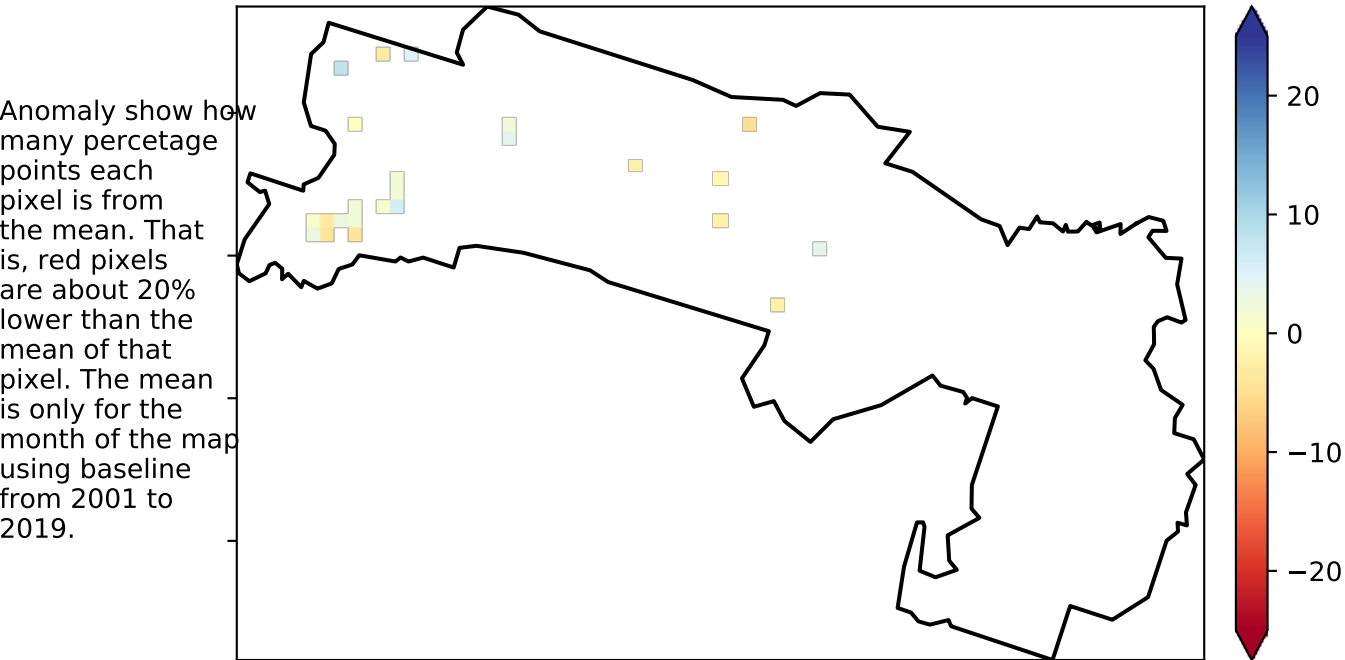 Anomaly show how
many percetage
points each
pixel is from
the mean. That
is, red pixels
are about 20%
lower than the
mean of that
pixel. The mean
is only for the
month of the map
using baseline
from 2001 to
2019.
20
10
0
−10
−20